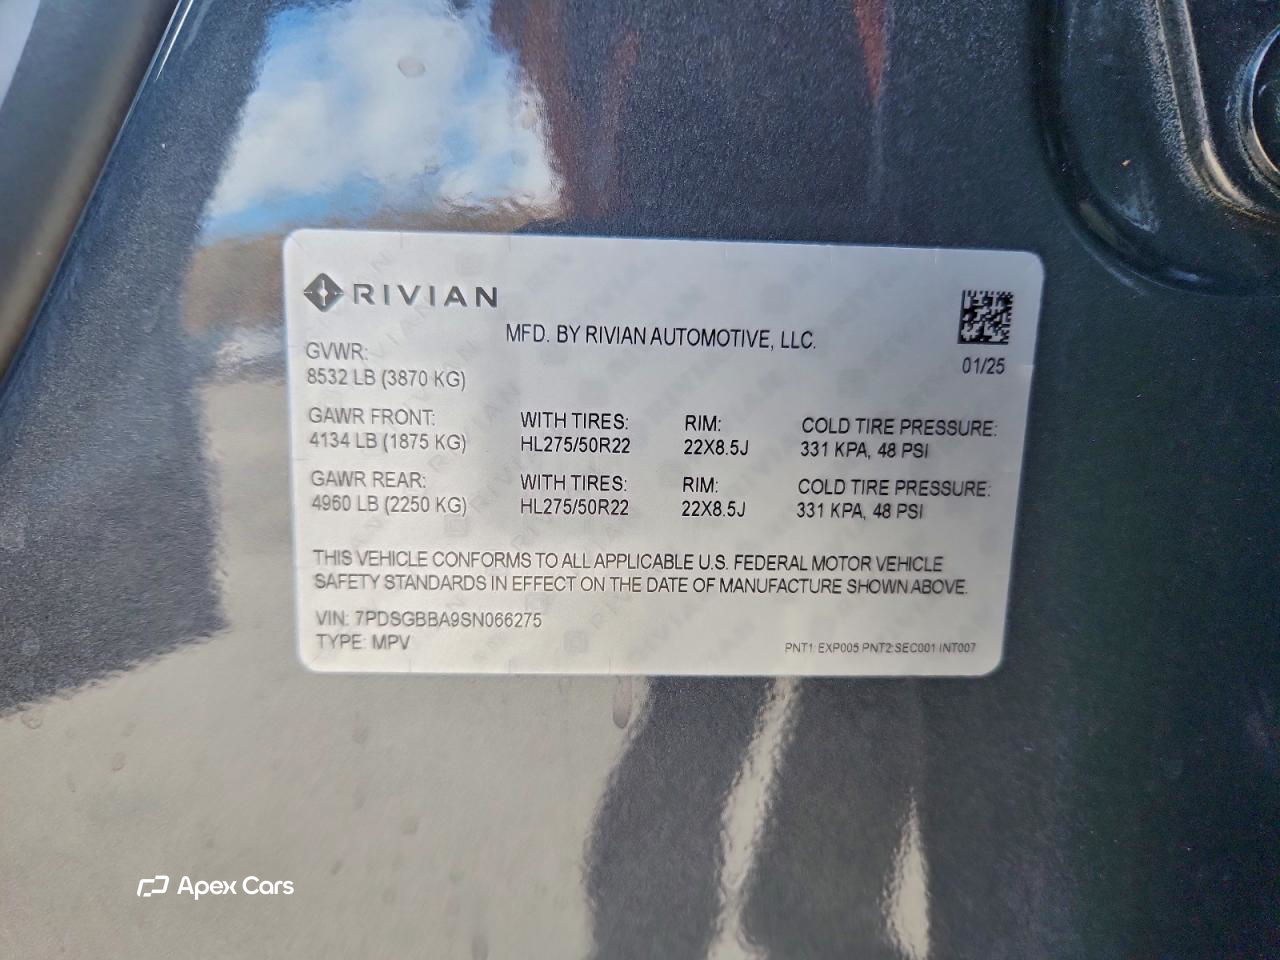 RIVIAN
MFD. BY RIVIAN AUTOMOTIVE, LLC.
01/25
GVWR:
8532 LB (3870 KG)
GAWR FRONT: WITH TIRES: RIM: COLD TIRE PRESSURE:
4134 LB (1875 KG) HL275/50R22 22X8.5J 331 KPA, 48 PSI
GAWR REAR: WITH TIRES: RIM: COLD TIRE PRESSURE:
4960 LB (2250 KG) HL275/50R22 22X8.5J 331 KPA, 48 PSI
THIS VEHICLE CONFORMS TO ALL APPLICABLE U.S. FEDERAL MOTOR VEHICLE
SAFETY STANDARDS IN EFFECT ON THE DATE OF MANUFACTURE SHOWN ABOVE.
VIN: 7PDSGBBA9SN066275
TYPE: MPV
PNT1: EXP005 PNT2:SEC001 INT007
Apex Cars